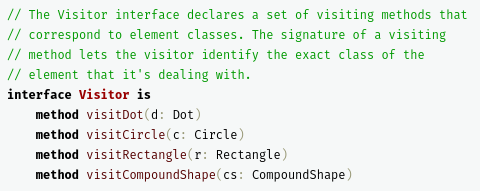 // The Visitor interface declares a set of visiting methods that
// correspond to element classes. The signature of a visiting
// method lets the visitor identify the exact class of the
// element that it's dealing with.
interface Visitor is
    method visitDot(d: Dot)
    method visitCircle(c: Circle)
    method visitRectangle(r: Rectangle)
    method visitCompoundShape(cs: CompoundShape)